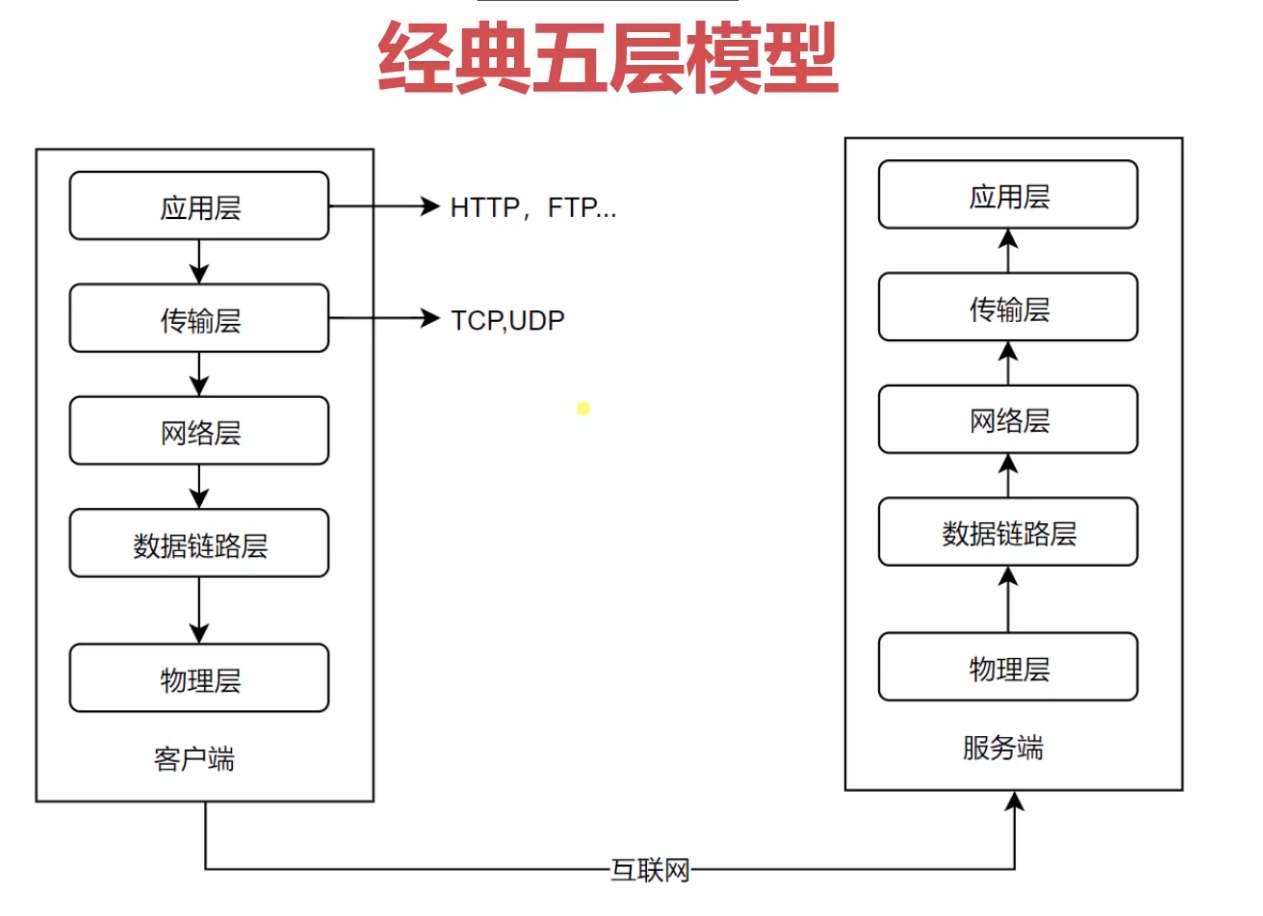 经典五层模型
应用层
HTTP，FTP...
传输层
TCP,UDP
网络层
数据链路层
物理层
客户端
应用层
传输层
网络层
数据链路层
物理层
服务端
互联网